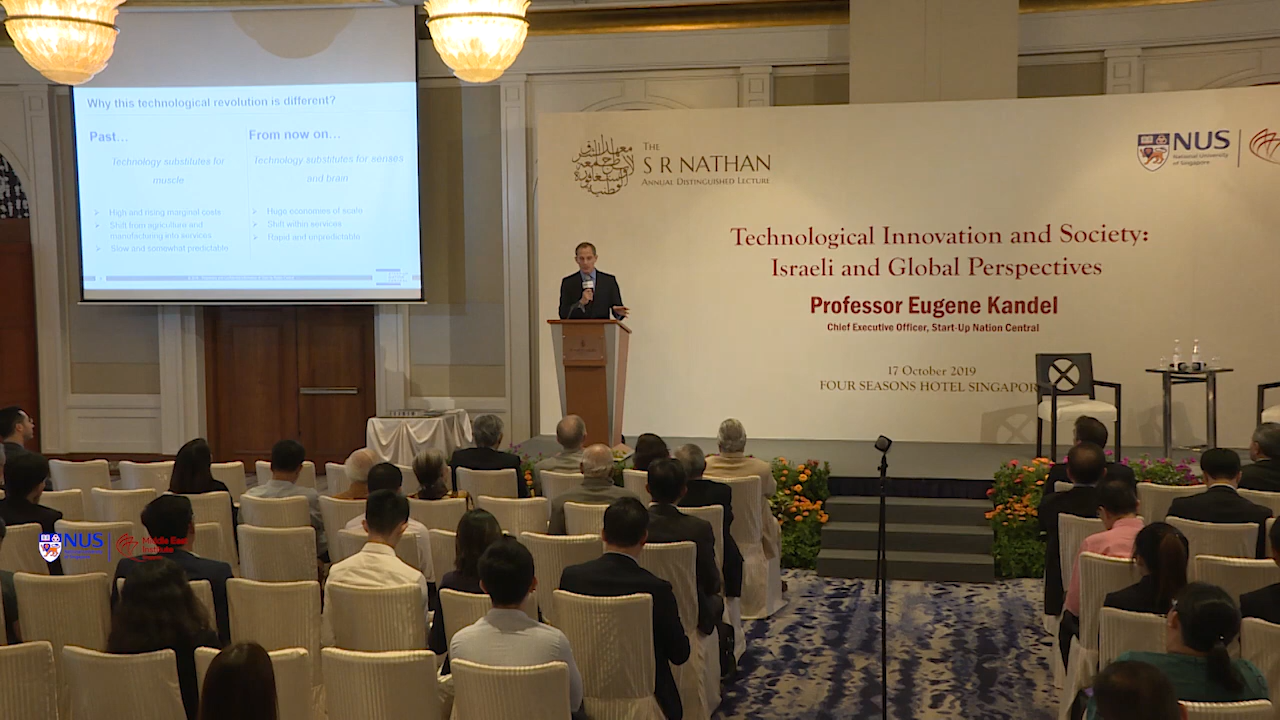 Why this technological revolution is different?
Past...
Technology substitutes for
muscle
High and rising marginal costs
Shift from agriculture and
manufacturing into services
Slow and somewhat predictable
From now on...
Technology substitutes for senses
and brain
Huge economies of scale
Shift within services
Rapid and unpredictable
THE
S R NATHAN
ANNUAL DISTINGUISHED LECTURE
NUS
National University
of Singapore
Technological Innovation and Society:
Israeli and Global Perspectives
Professor Eugene Kandel
Chief Executive Officer, Start-Up Nation Central
17 October 2019
FOUR SEASONS HOTEL SINGAPOR
NUS
Middle East
Institute